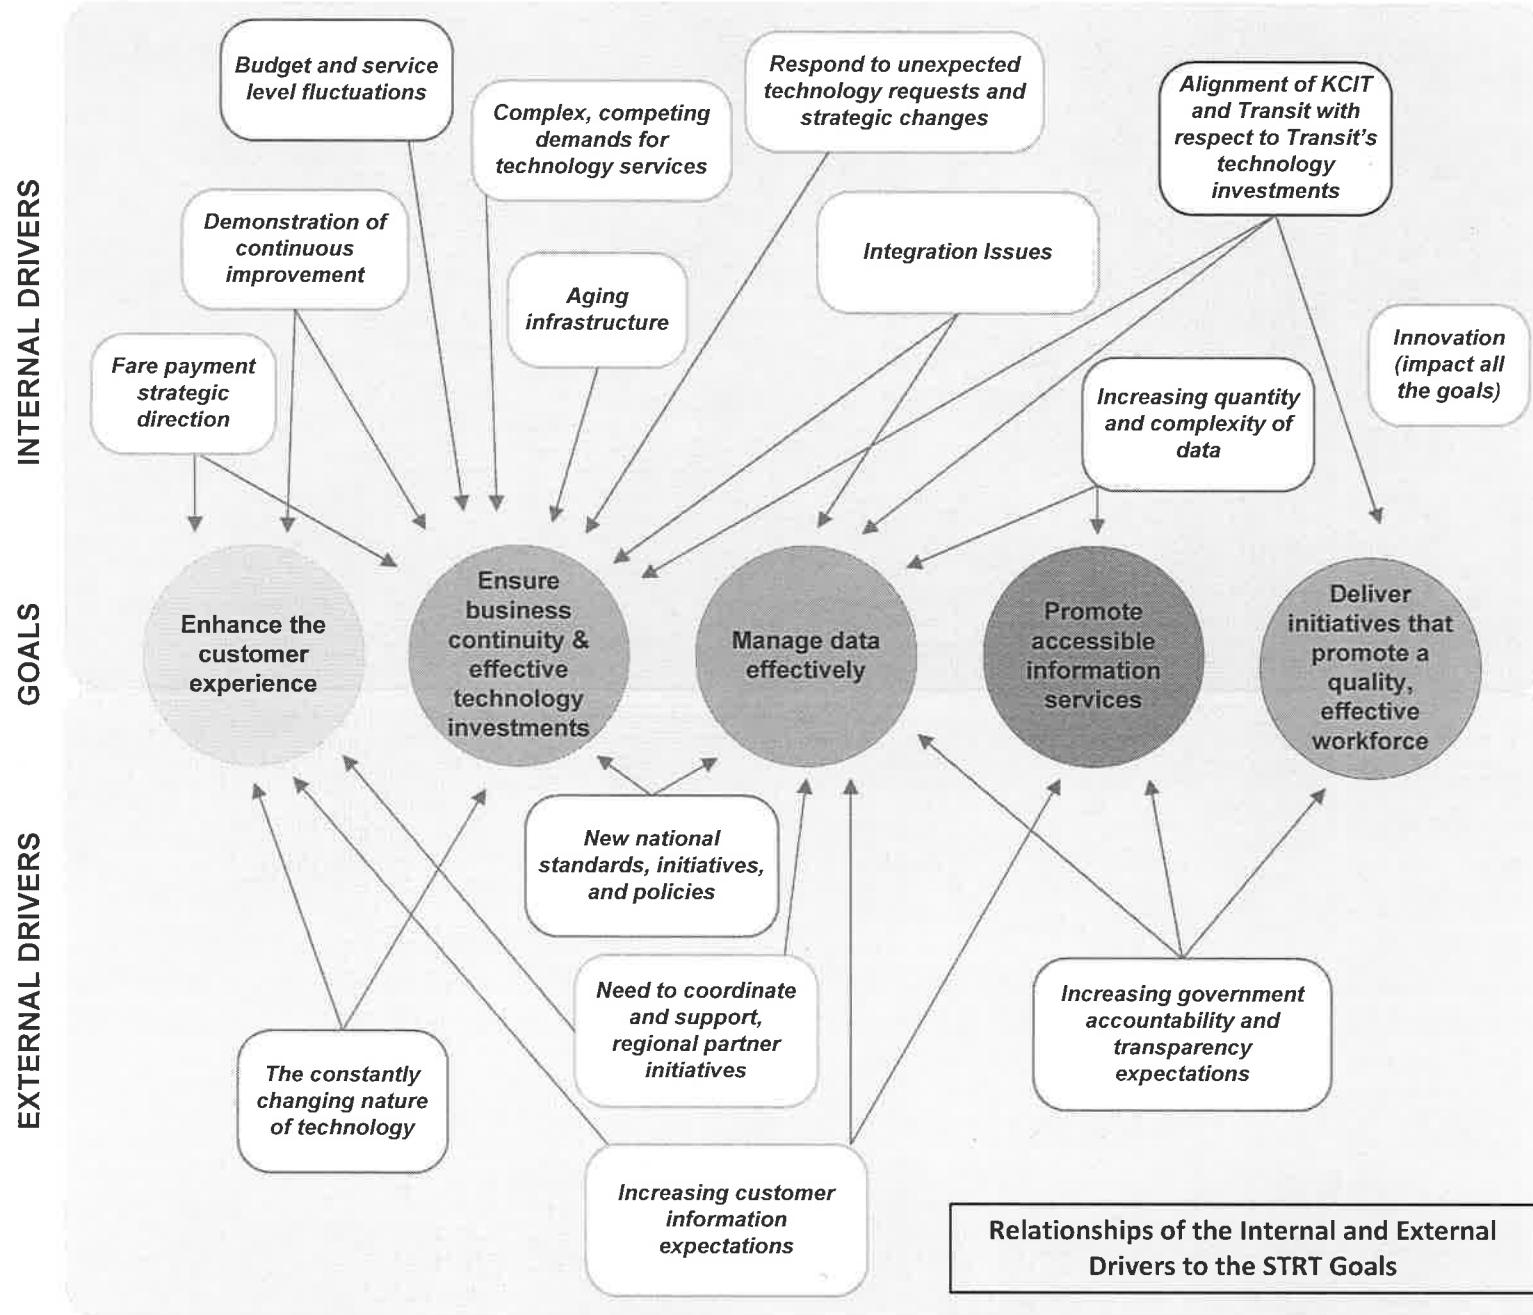 INTERNAL DRIVERS
Budget and service
level fluctuations
Complex, competing
demands for
technology services
Respond to unexpected
technology requests and
strategic changes
Alignment of KCIT
and Transit with
respect to Transit's
technology
investments
Demonstration of
continuous
improvement
Aging
infrastructure
Integration Issues
Fare payment
strategic
direction
Increasing quantity
and complexity of
data
Innovation
(impact all
the goals)
GOALS
Enhance the
customer
experience
Ensure
business
continuity &
effective
technology
investments
Manage data
effectively
Promote
accessible
information
services
Deliver
initiatives that
promote a
quality,
effective
workforce
EXTERNAL DRIVERS
New national
standards, initiatives,
and policies
Need to coordinate
and support,
regional partner
initiatives
Increasing government
accountability and
transparency
expectations
The constantly
changing nature
of technology
Increasing customer
information
expectations
Relationships of the Internal and External
Drivers to the STRT Goals